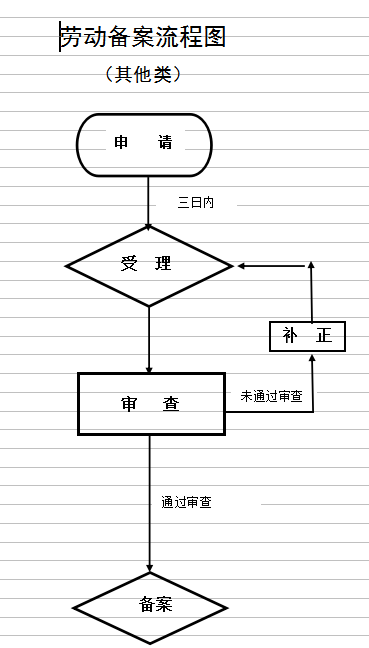 劳动备案流程图
（其他类）
申 请
三日内
受 理
补 正
审 查
未通过审查
通过审查
备案